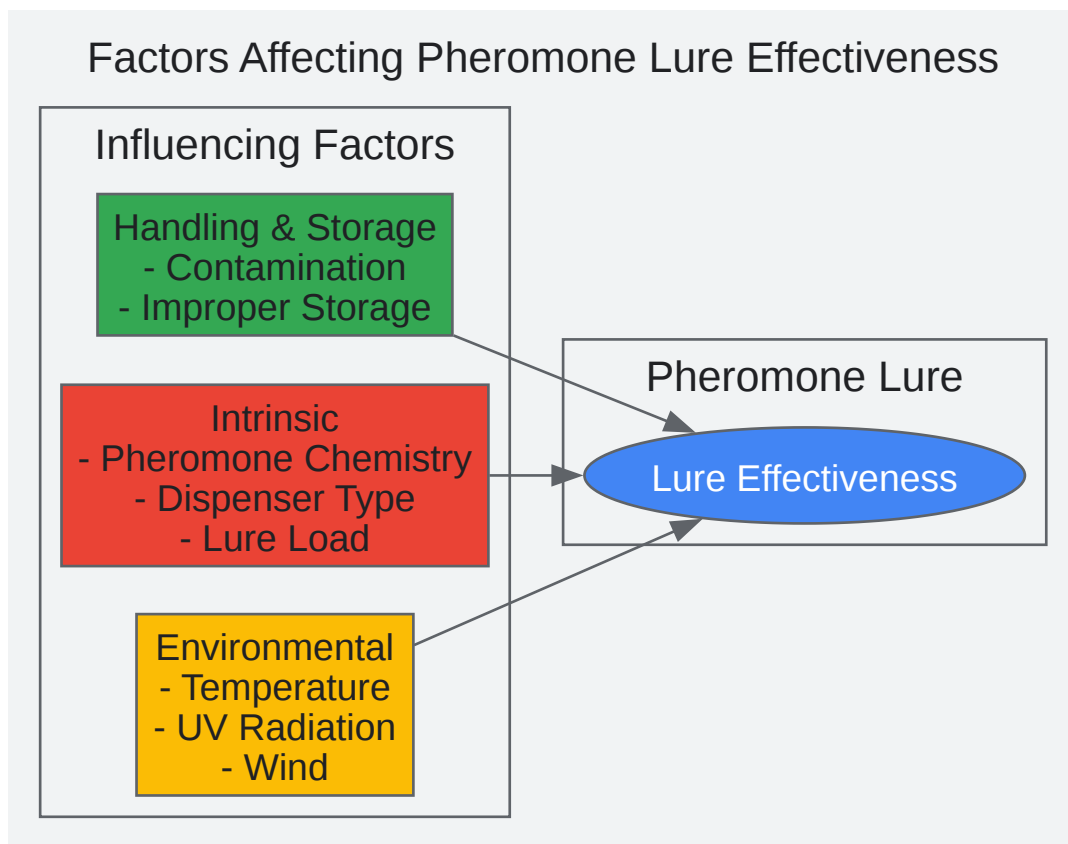 Factors Affecting Pheromone Lure Effectiveness
Influencing Factors
Handling & Storage
- Contamination
- Improper Storage
Intrinsic
- Pheromone Chemistry
- Dispenser Type
- Lure Load
Environmental
- Temperature
- UV Radiation
- Wind
Pheromone Lure
Lure Effectiveness